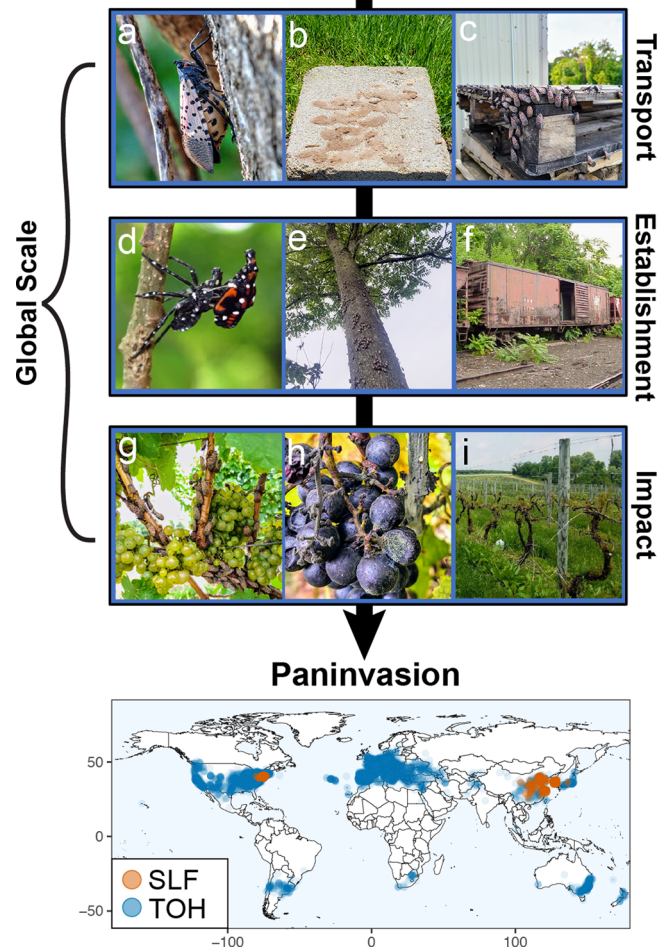 a
b
c
Transport
Global Scale
d
e
f
Establishment
g
h
i
Impact
Paninvasion
50
0
−50
SLF
TOH
−100
0
100